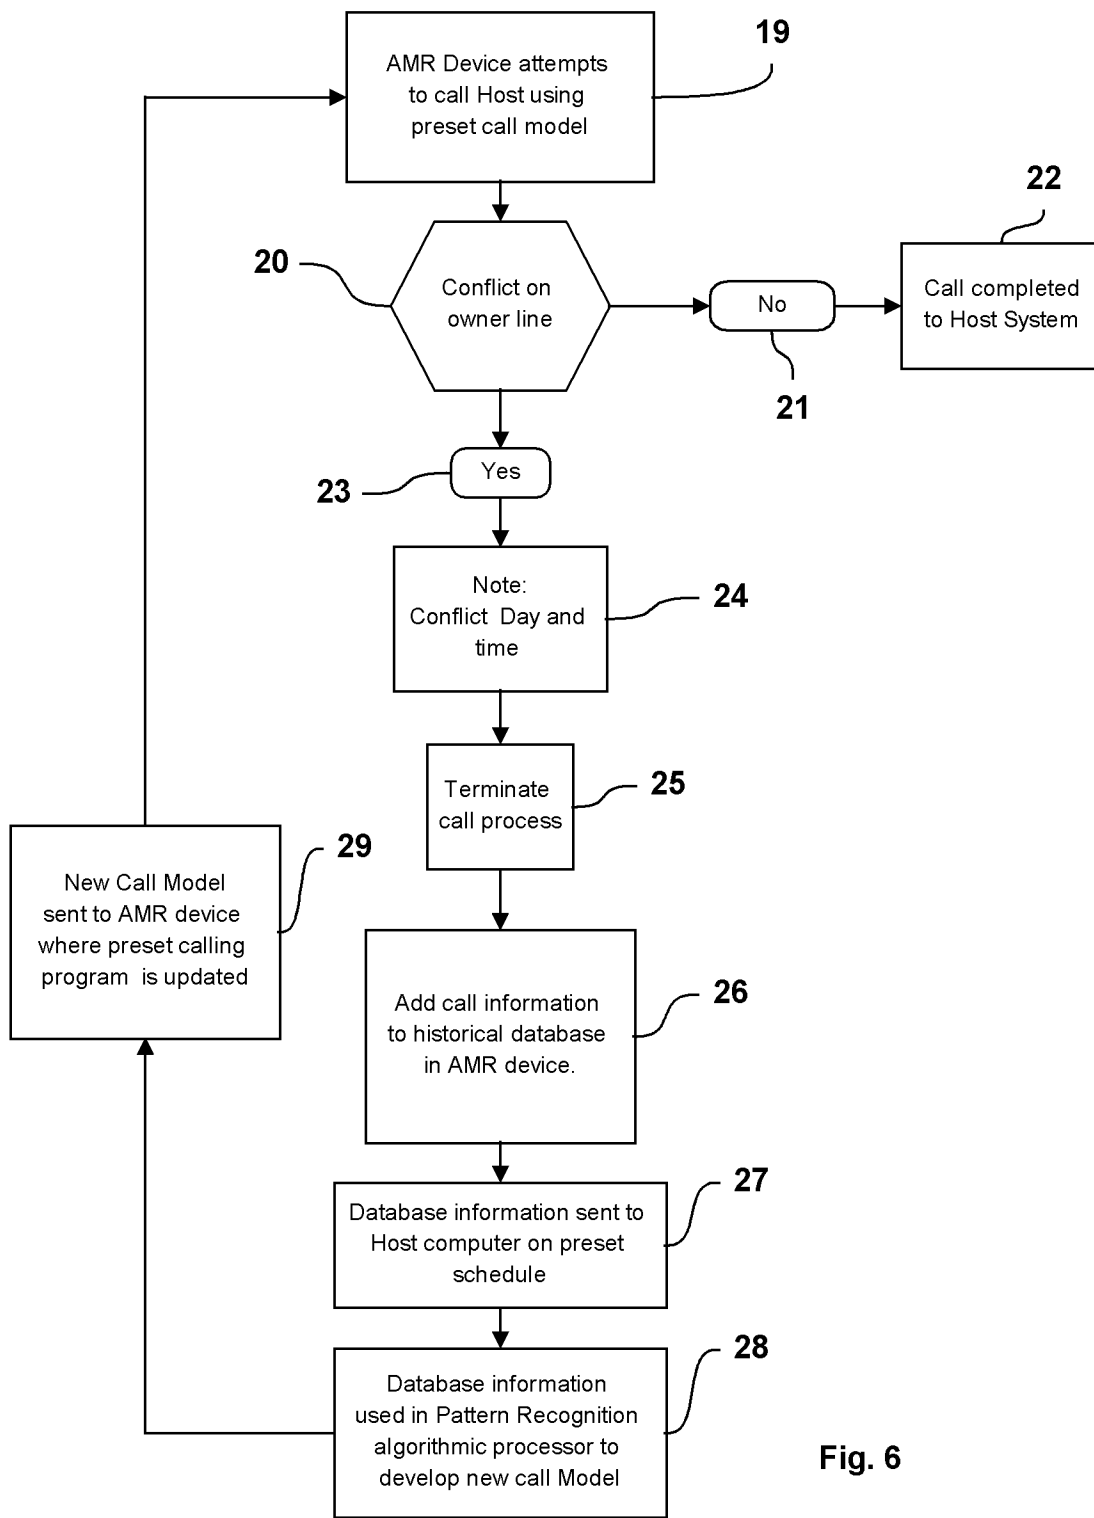 19
AMR Device attempts
to call Host using
preset call model
22
20
Conflict on
owner line
No
Call completed
to Host System
21
Yes
23
Note:
Conflict Day and
time
24
25
Terminate
call process
29
New Call Model
sent to AMR device
where preset calling
program is updated
26
Add call information
to historical database
in AMR device.
27
Database information sent to
Host computer on preset
schedule
28
Database information
used in Pattern Recognition
algorithmic processor to
develop new call Model
Fig. 6